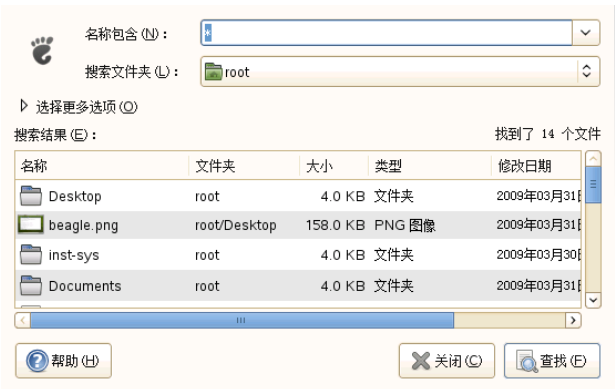 名称包含(N)：
*
搜索文件夹(L)：
root
选择更多选项(O)
搜索结果(E)：
找到了 14 个文件
名称 文件夹 大小 类型 修改日期
Desktop root 4.0 KB 文件夹 2009年03月31
beagle.png root/Desktop 158.0 KB PNG 图像 2009年03月31
inst-sys root 4.0 KB 文件夹 2009年03月30
Documents root 4.0 KB 文件夹 2009年03月31
帮助(H)
关闭(C)
查找(F)